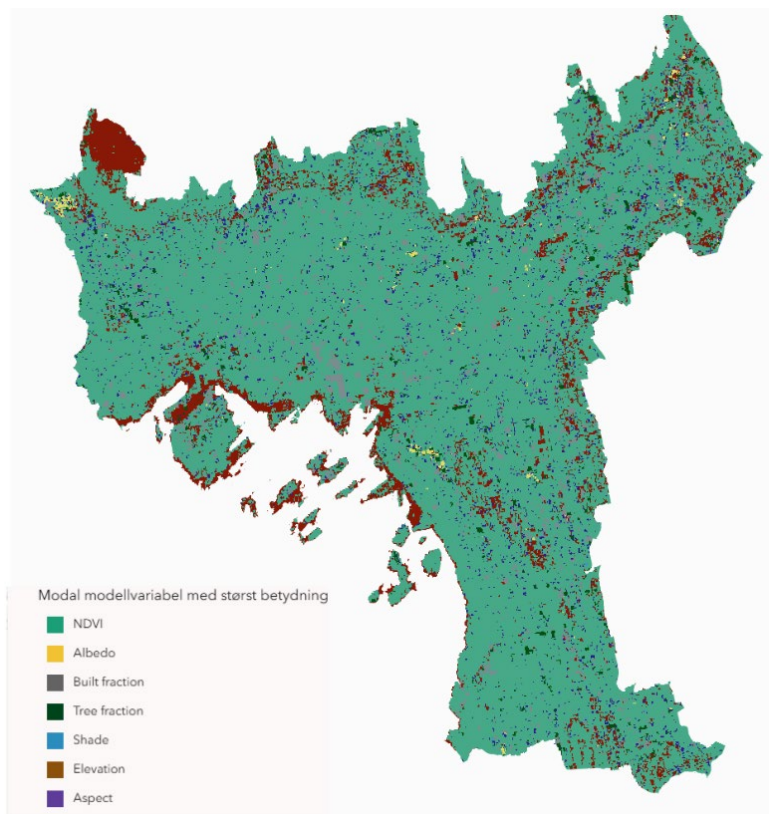 Modal modellvariabel med størst betydning
NDVI
Albedo
Built fraction
Tree fraction
Shade
Elevation
Aspect